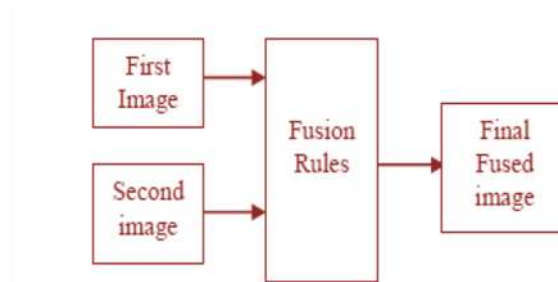 First
Image
Second
image
Fusion
Rules
Final
Fused
image